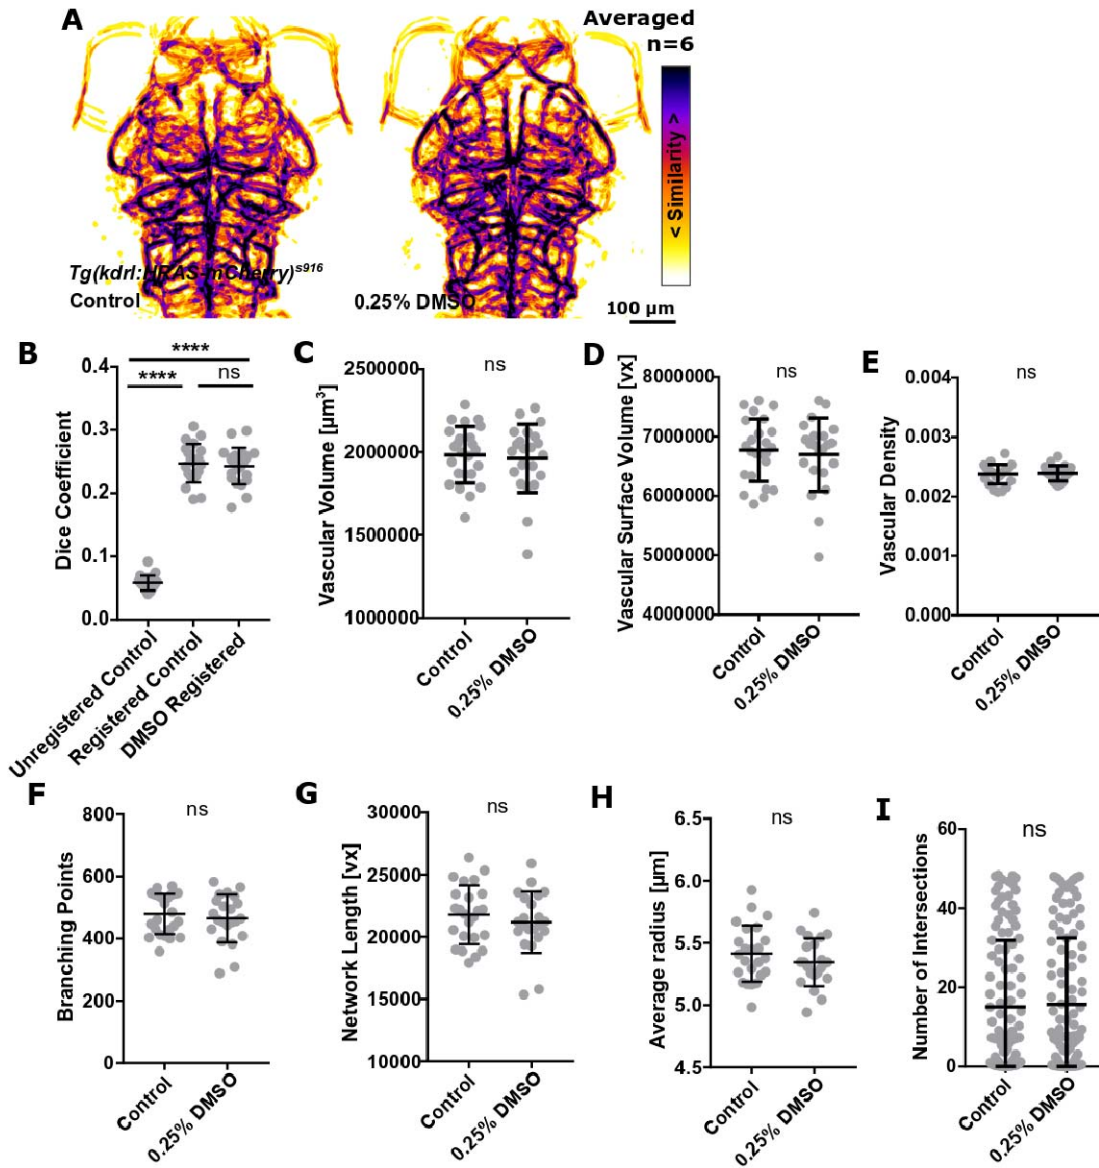 A
Averaged
n=6
< Similarity >
Tg(kdrl:HRAS-mCherry)s916
Control
0.25% DMSO
100 µm
B
****
****
ns
Dice Coefficient
0.4
0.3
0.2
0.1
0.0
Unregistered Control
Registered Control
DMSO Registered
C
ns
Vascular Volume [µm³]
2500000
2000000
1500000
1000000
Control
0.25% DMSO
D
ns
Vascular Surface Volume [vx]
8000000
7000000
6000000
5000000
4000000
Control
0.25% DMSO
E
ns
Vascular Density
0.004
0.003
0.002
0.001
0.000
Control
0.25% DMSO
F
ns
Branching Points
800
600
400
200
0
Control
0.25% DMSO
G
ns
Network Length [vx]
30000
25000
20000
15000
10000
Control
0.25% DMSO
H
ns
Average radius [µm]
6.5
6.0
5.5
5.0
4.5
Control
0.25% DMSO
I
ns
Number of Intersections
60
40
20
0
Control
0.25% DMSO